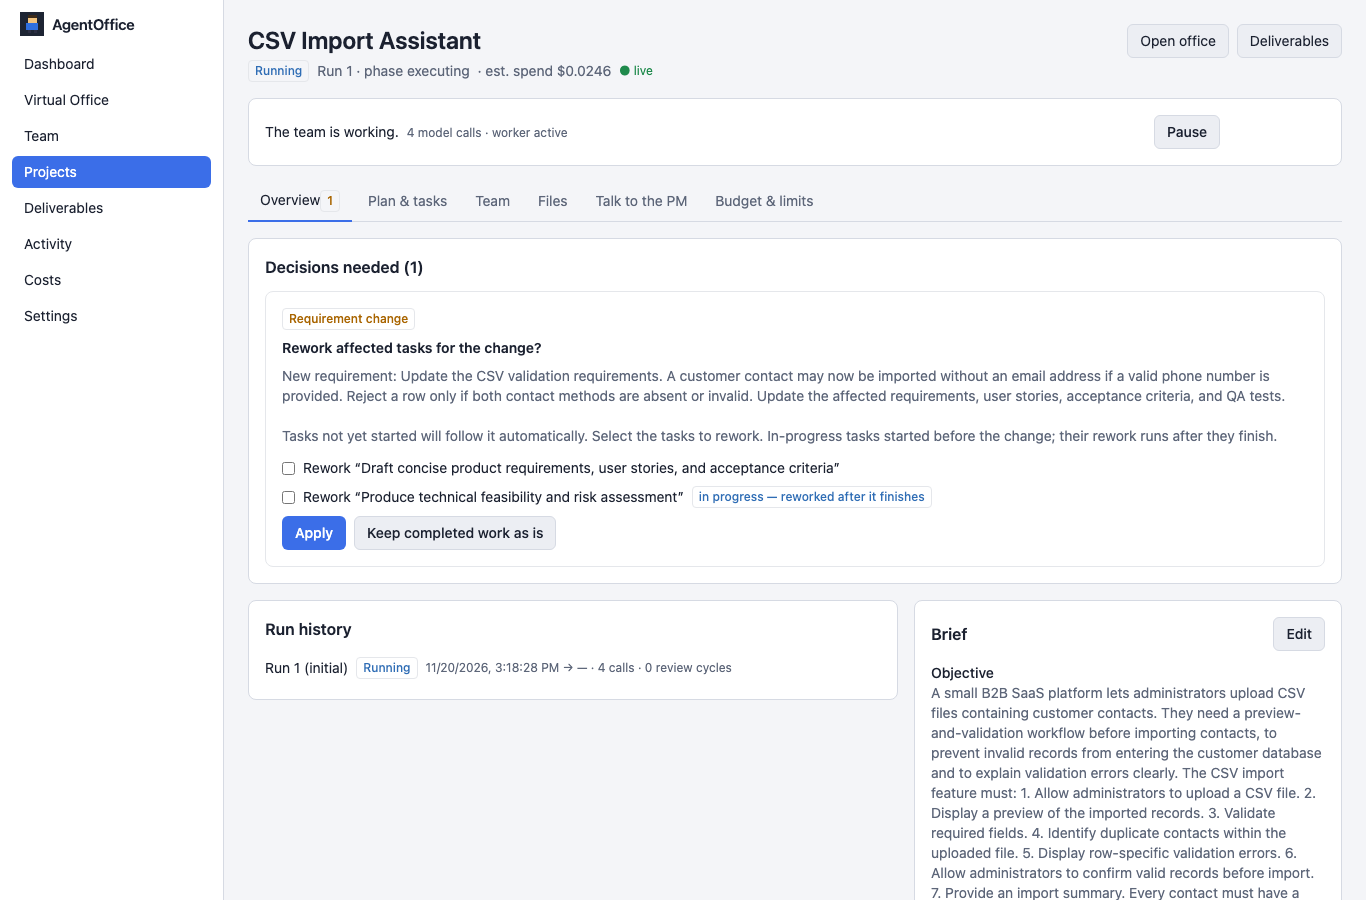 AgentOffice
Dashboard
Virtual Office
Team
Projects
Deliverables
Activity
Costs
Settings
CSV Import Assistant
Open office
Deliverables
Running Run 1 · phase executing · est. spend $0.0246 live
The team is working. 4 model calls · worker active
Pause
Overview 1 Plan & tasks Team Files Talk to the PM Budget & limits
Decisions needed (1)
Requirement change
Rework affected tasks for the change?
New requirement: Update the CSV validation requirements. A customer contact may now be imported without an email address if a valid phone number is
provided. Reject a row only if both contact methods are absent or invalid. Update the affected requirements, user stories, acceptance criteria, and QA tests.
Tasks not yet started will follow it automatically. Select the tasks to rework. In-progress tasks started before the change; their rework runs after they finish.
Rework “Draft concise product requirements, user stories, and acceptance criteria”
Rework “Produce technical feasibility and risk assessment” in progress — reworked after it finishes
Apply Keep completed work as is
Run history
Run 1 (initial) Running 11/20/2026, 3:18:28 PM → — · 4 calls · 0 review cycles
Brief
Edit
Objective
A small B2B SaaS platform lets administrators upload CSV
files containing customer contacts. They need a preview-
and-validation workflow before importing contacts, to
prevent invalid records from entering the customer database
and to explain validation errors clearly. The CSV import
feature must: 1. Allow administrators to upload a CSV file. 2.
Display a preview of the imported records. 3. Validate
required fields. 4. Identify duplicate contacts within the
uploaded file. 5. Display row-specific validation errors. 6.
Allow administrators to confirm valid records before import.
7. Provide an import summary. Every contact must have a